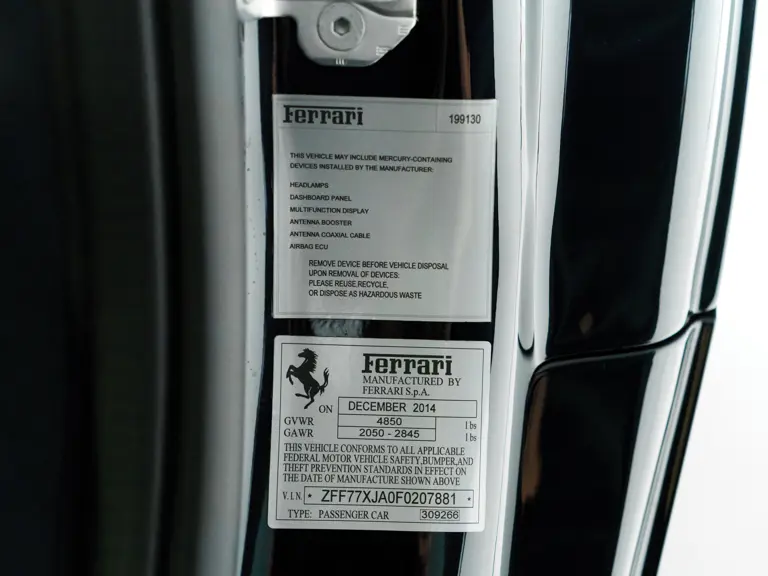 Ferrari 199130
THIS VEHICLE MAY INCLUDE MERCURY-CONTAINING
DEVICES INSTALLED BY THE MANUFACTURER:
HEADLAMPS
DASHBOARD PANEL
MULTIFUNCTION DISPLAY
ANTENNA BOOSTER
ANTENNA COAXIAL CABLE
AIRBAG ECU
REMOVE DEVICE BEFORE VEHICLE DISPOSAL
UPON REMOVAL OF DEVICES:
PLEASE REUSE,RECYCLE,
OR DISPOSE AS HAZARDOUS WASTE
Ferrari
MANUFACTURED BY
FERRARI S.p.A.
ON DECEMBER 2014
GVWR 4850 lbs
GAWR 2050 - 2845 lbs
THIS VEHICLE CONFORMS TO ALL APPLICABLE
FEDERAL MOTOR VEHICLE SAFETY,BUMPER,AND
THEFT PREVENTION STANDARDS IN EFFECT ON
THE DATE OF MANUFACTURE SHOWN ABOVE
V.I.N. * ZFF77XJA0F0207881 *
TYPE: PASSENGER CAR 309266